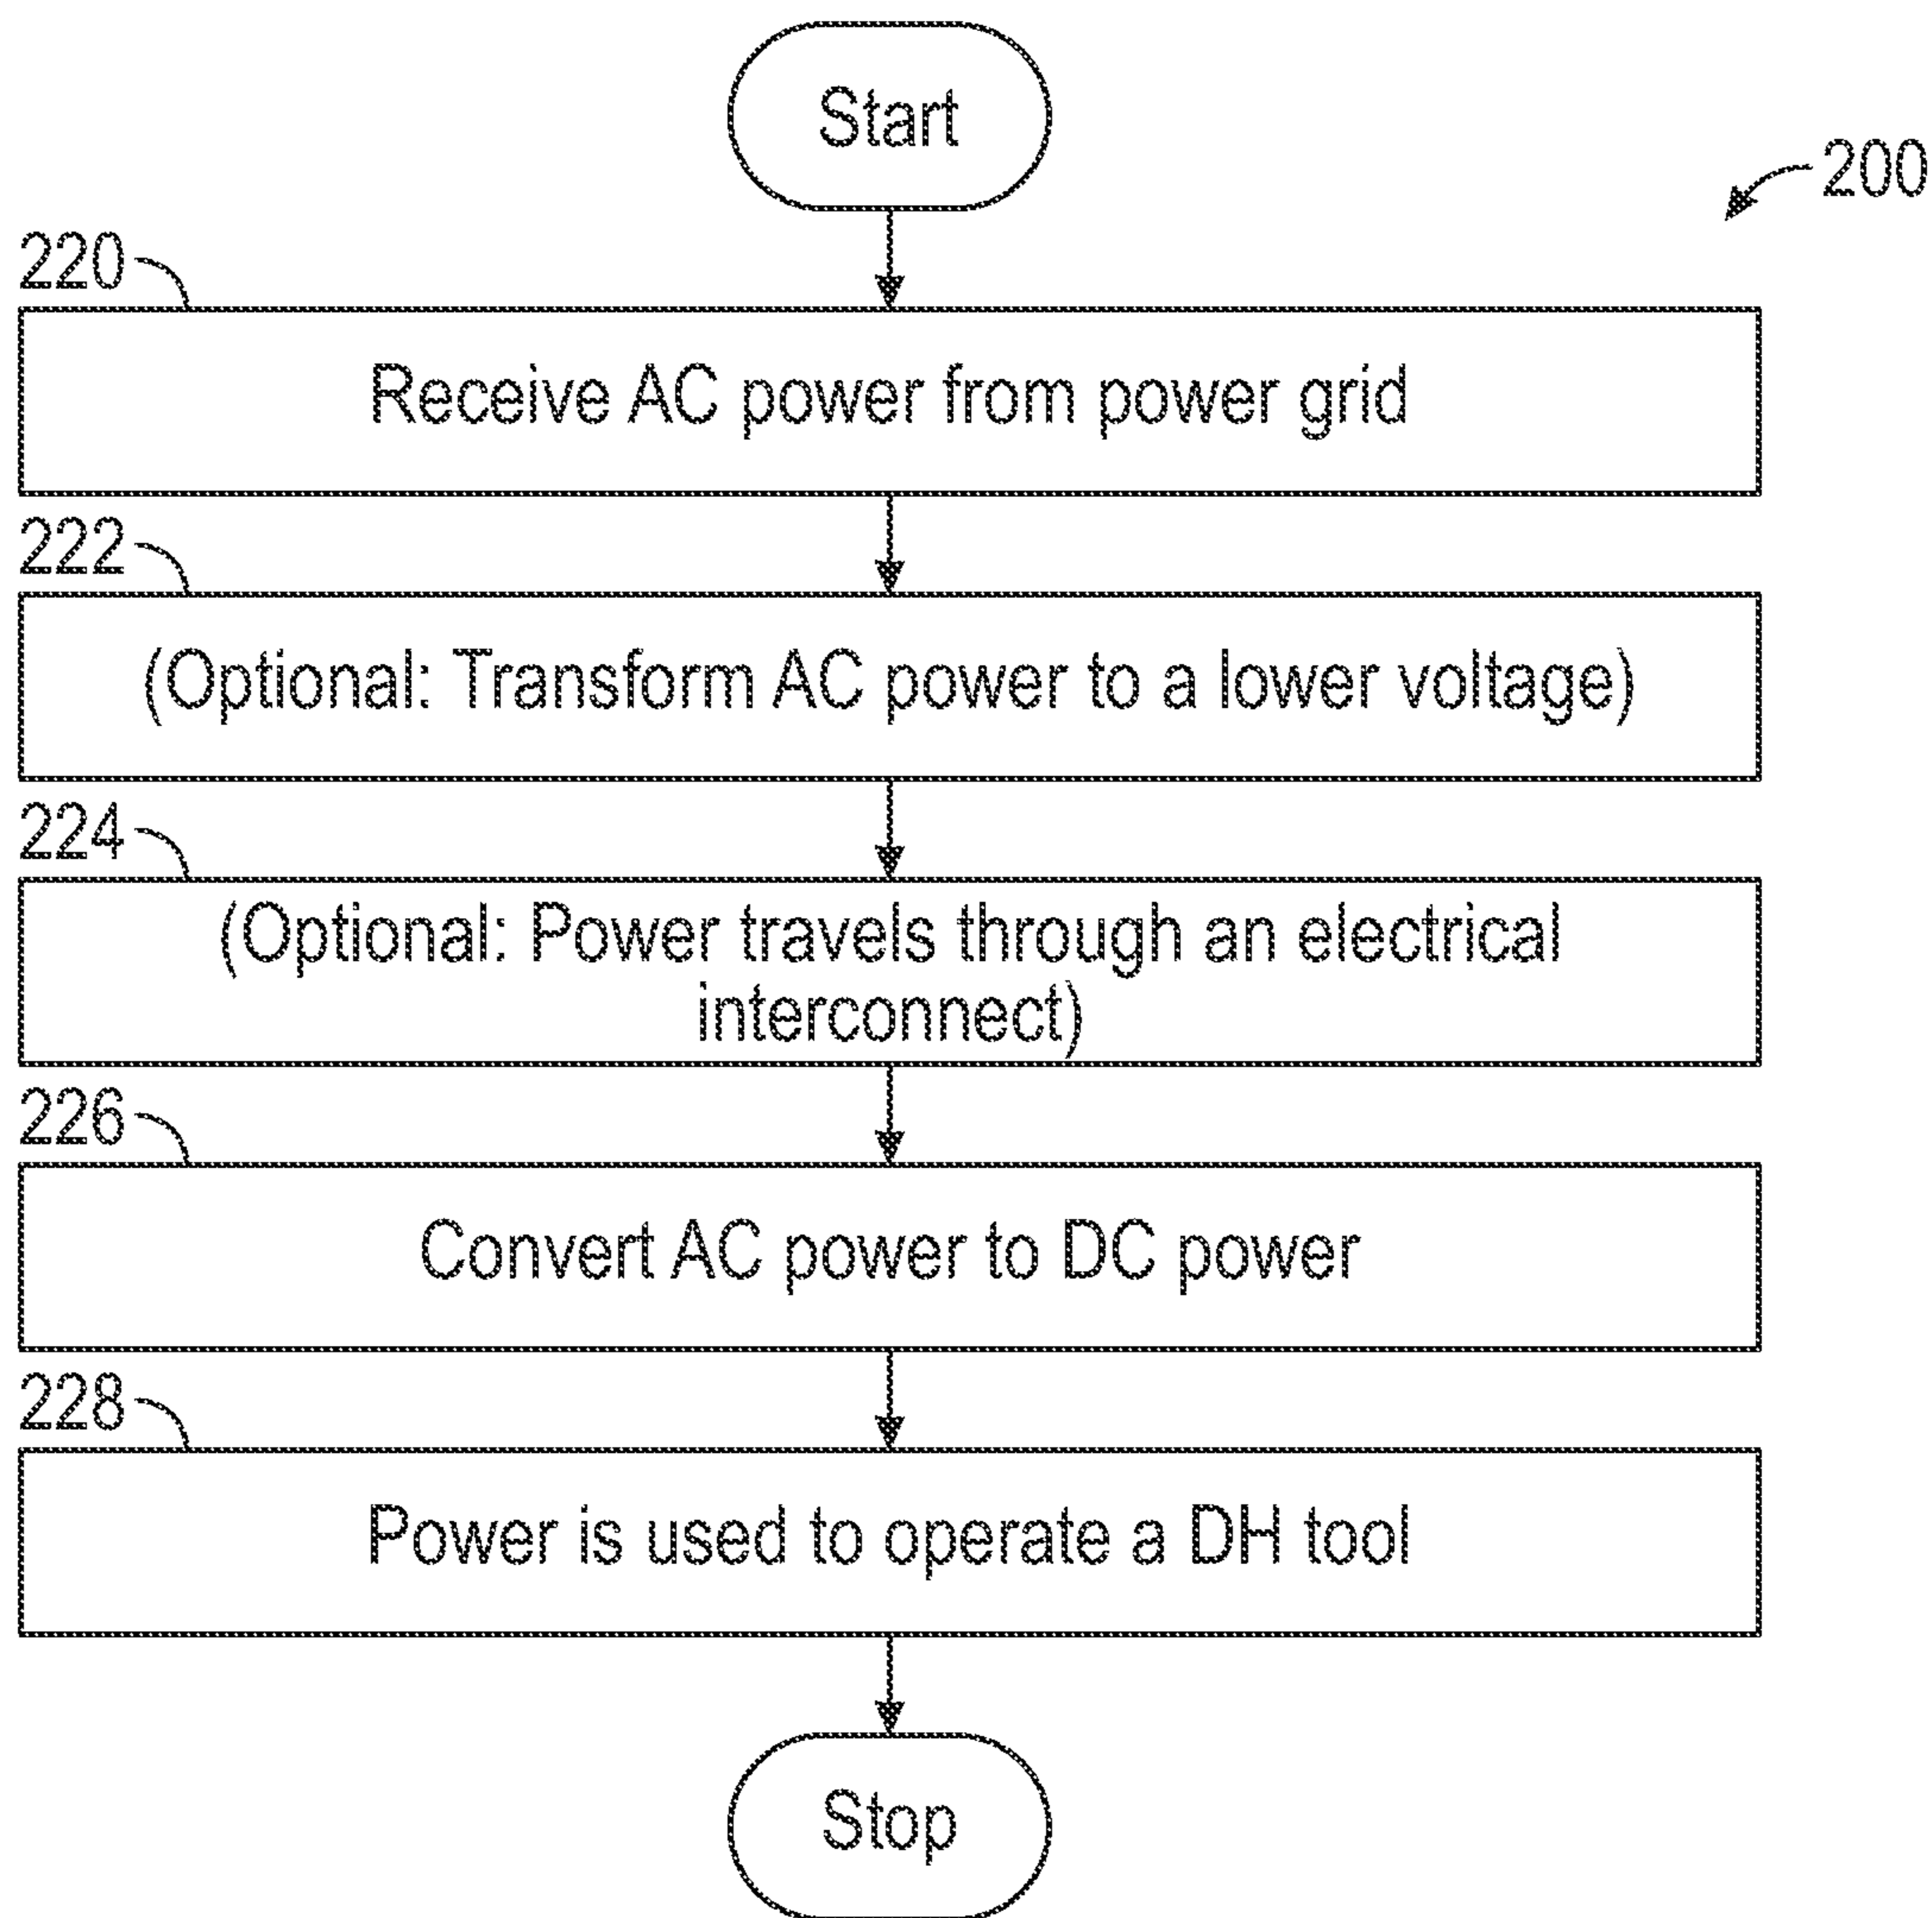 Start
200
220
Receive AC power from power grid
222
(Optional: Transform AC power to a lower voltage)
224
(Optional: Power travels through an electrical
interconnect)
226
Convert AC power to DC power
228
Power is used to operate a DH tool
Stop